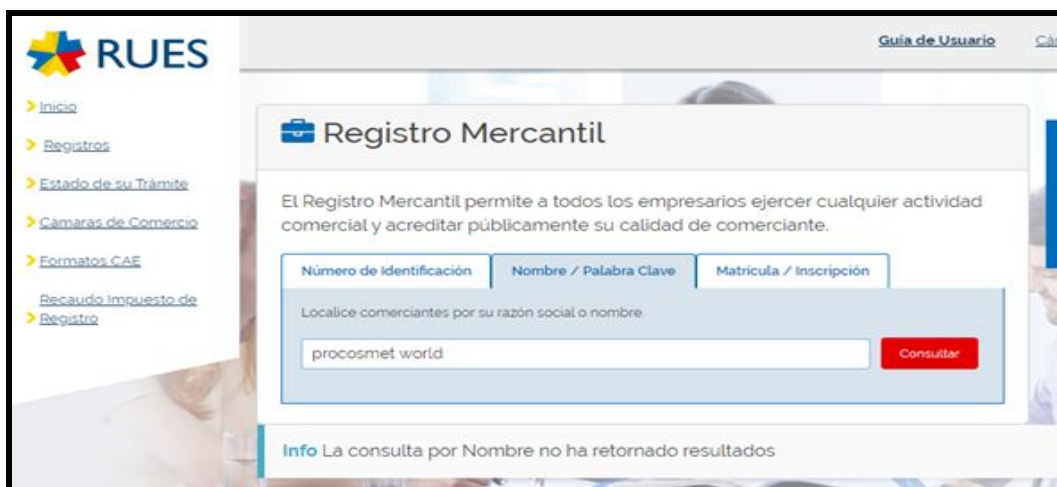 RUES
Guía de Usuario
Inicio
Registros
Estado de su Trámite
Cámaras de Comercio
Formatos CAE
Recaudo Impuesto de
Registro
Registro Mercantil
El Registro Mercantil permite a todos los empresarios ejercer cualquier actividad
comercial y acreditar públicamente su calidad de comerciante.
Número de Identificación
Nombre / Palabra Clave
Matrícula / Inscripción
Localice comerciantes por su razón social o nombre.
procosmet world
Consultar
Info La consulta por Nombre no ha retornado resultados